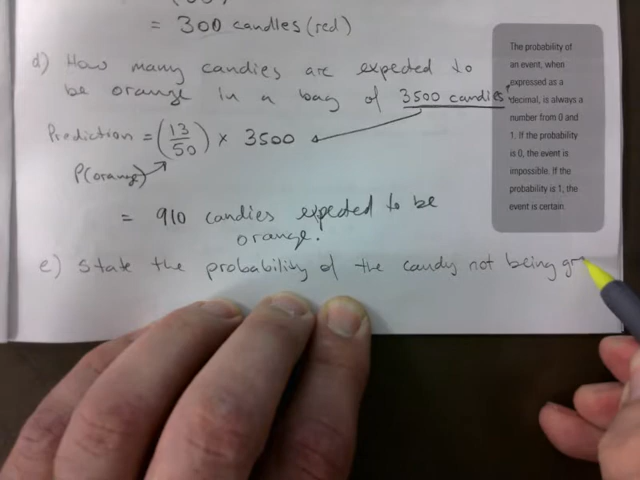 = 300 candles (red)
d) How many candies are expected to
be orange in a bag of 3500 candies?
Prediction = (13/50) × 3500
P(orange)
= 910 candies expected to be
orange.
e) State the probability of the candy not being gre
The probability of
an event, when
expressed as a
decimal, is always a
number from 0 and
1. If the probability
is 0, the event is
impossible. If the
probability is 1, the
event is certain.